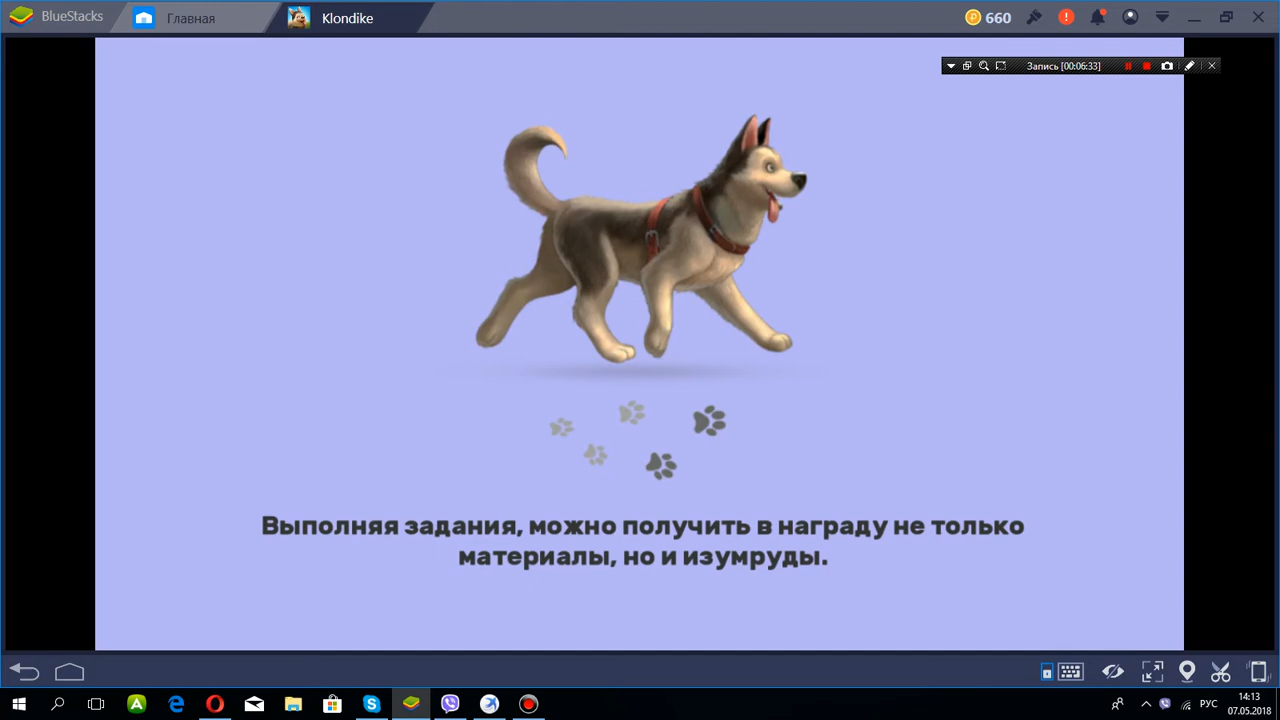 BlueStacks
Главная
Klondike
660
Запись [00:06:33]
Выполняя задания, можно получить в награду не только
материалы, но и изумруды.
РУС
14:13
07.05.2018